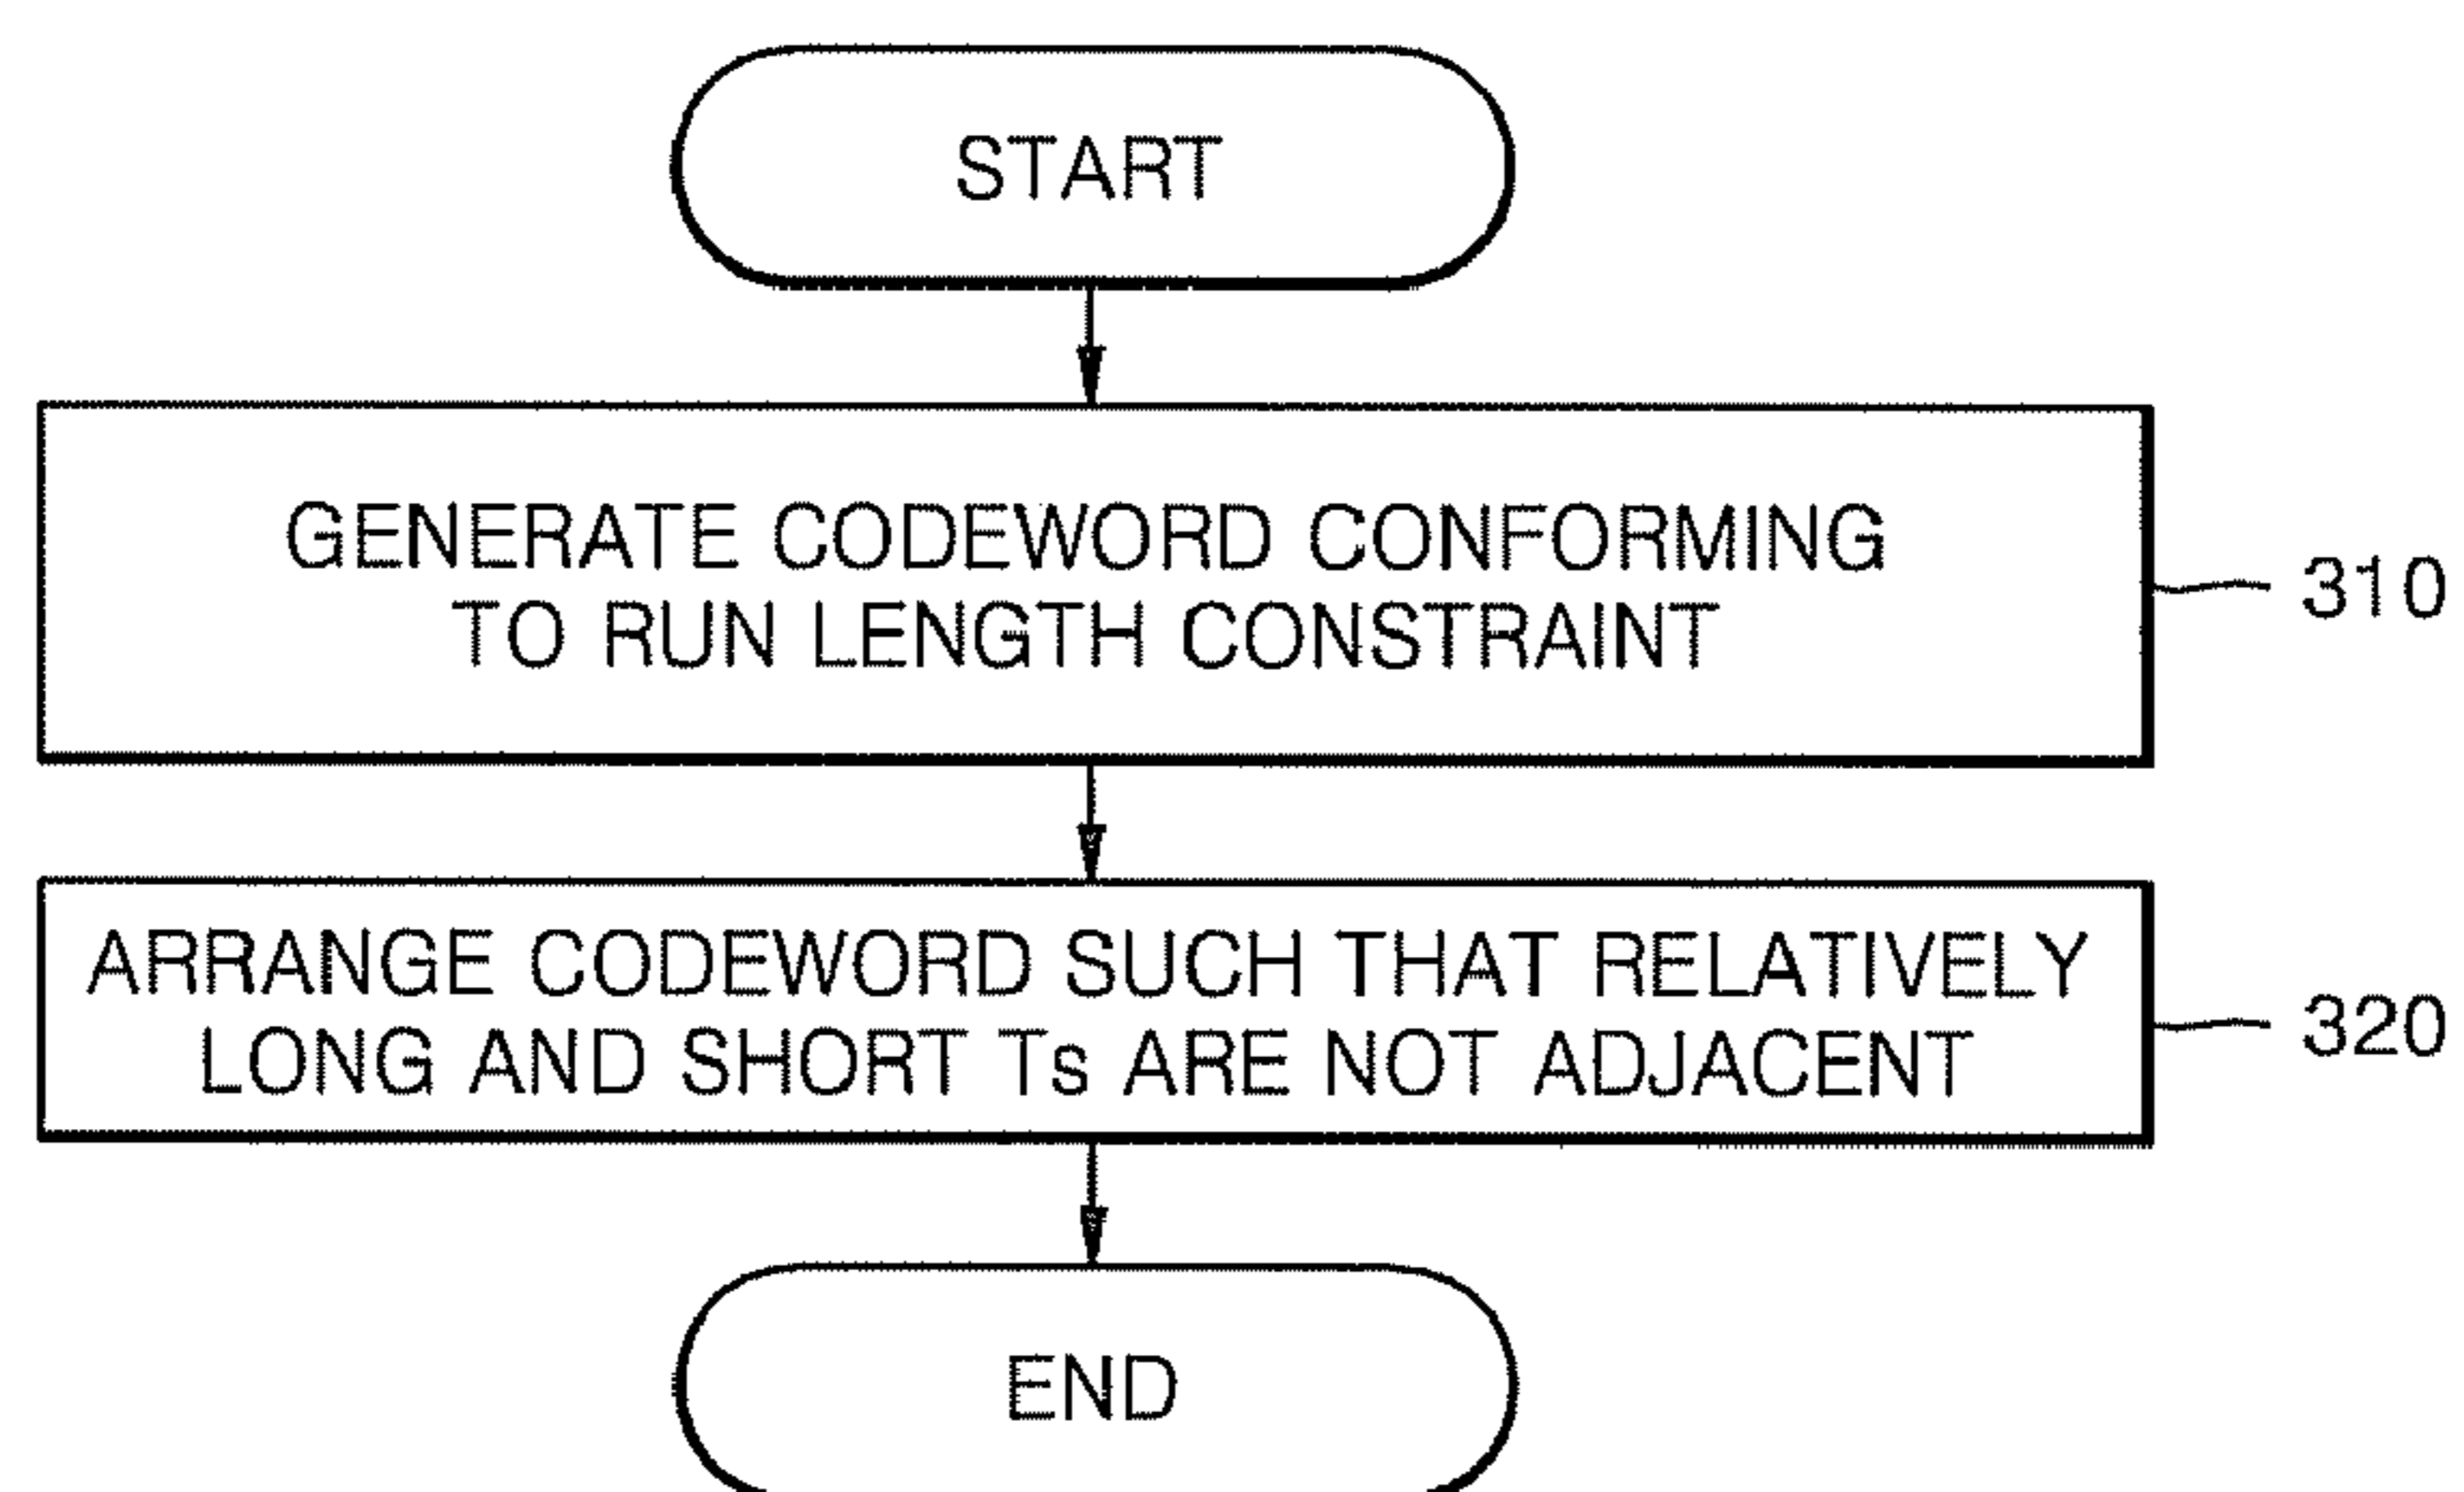 START
GENERATE CODEWORD CONFORMING
TO RUN LENGTH CONSTRAINT
310
ARRANGE CODEWORD SUCH THAT RELATIVELY
LONG AND SHORT Ts ARE NOT ADJACENT
320
END